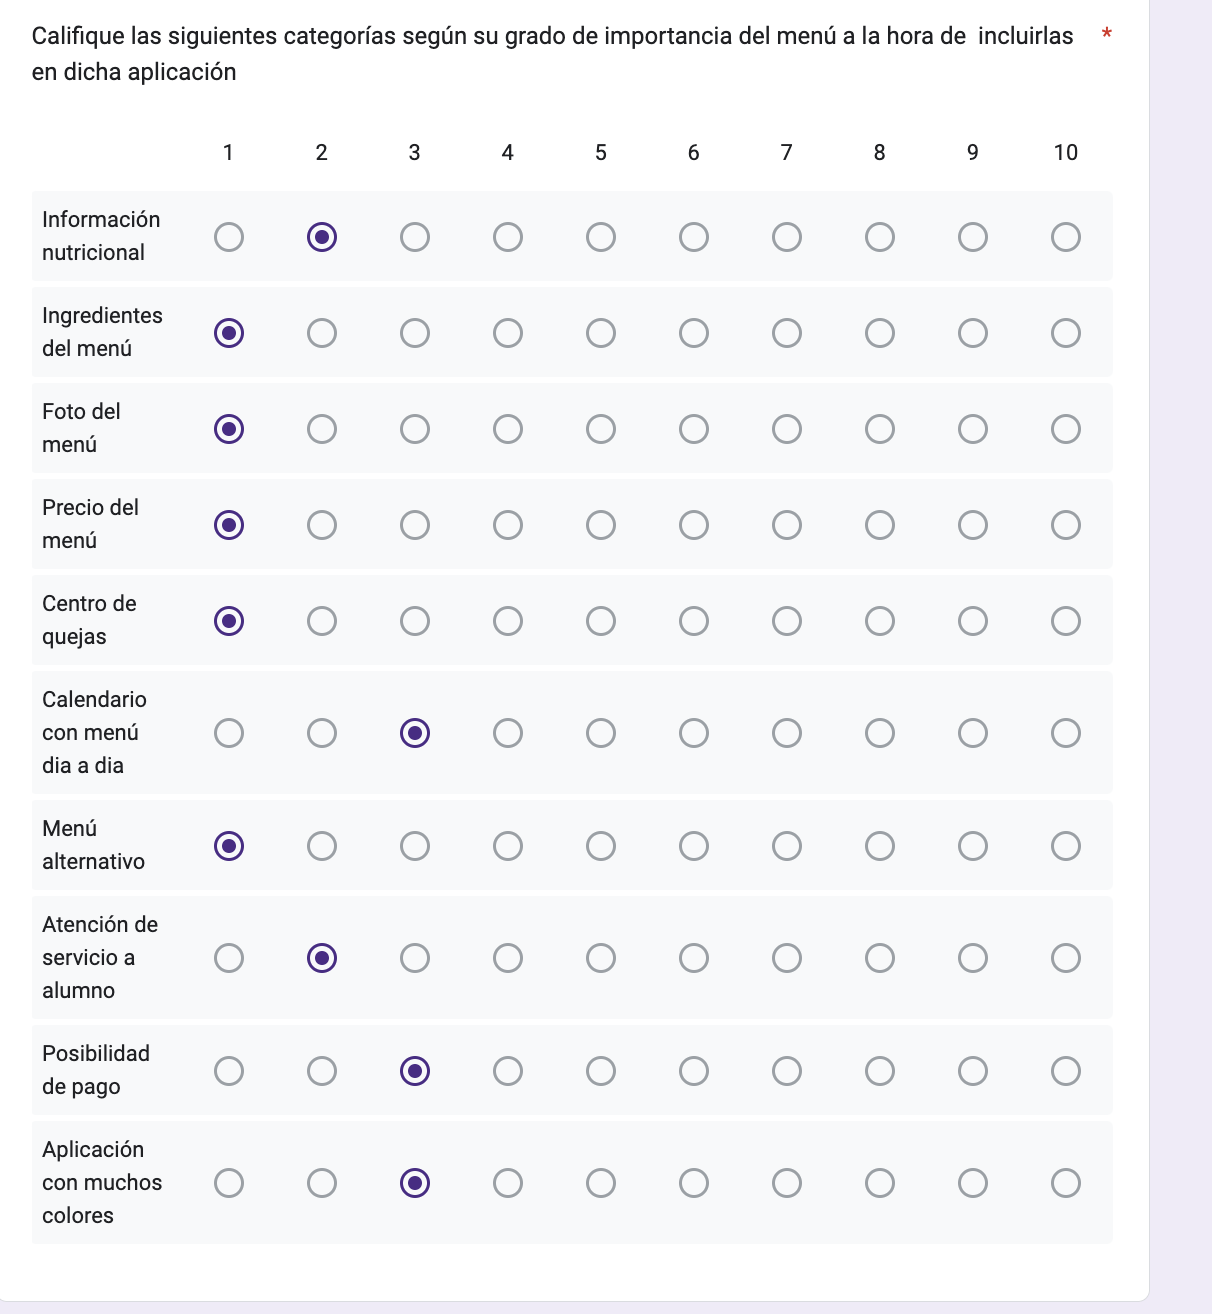 Califique las siguientes categorías según su grado de importancia del menú a la hora de  incluirlas *
en dicha aplicación
1 2 3 4 5 6 7 8 9 10
Información
nutricional
Ingredientes
del menú
Foto del
menú
Precio del
menú
Centro de
quejas
Calendario
con menú
dia a dia
Menú
alternativo
Atención de
servicio a
alumno
Posibilidad
de pago
Aplicación
con muchos
colores